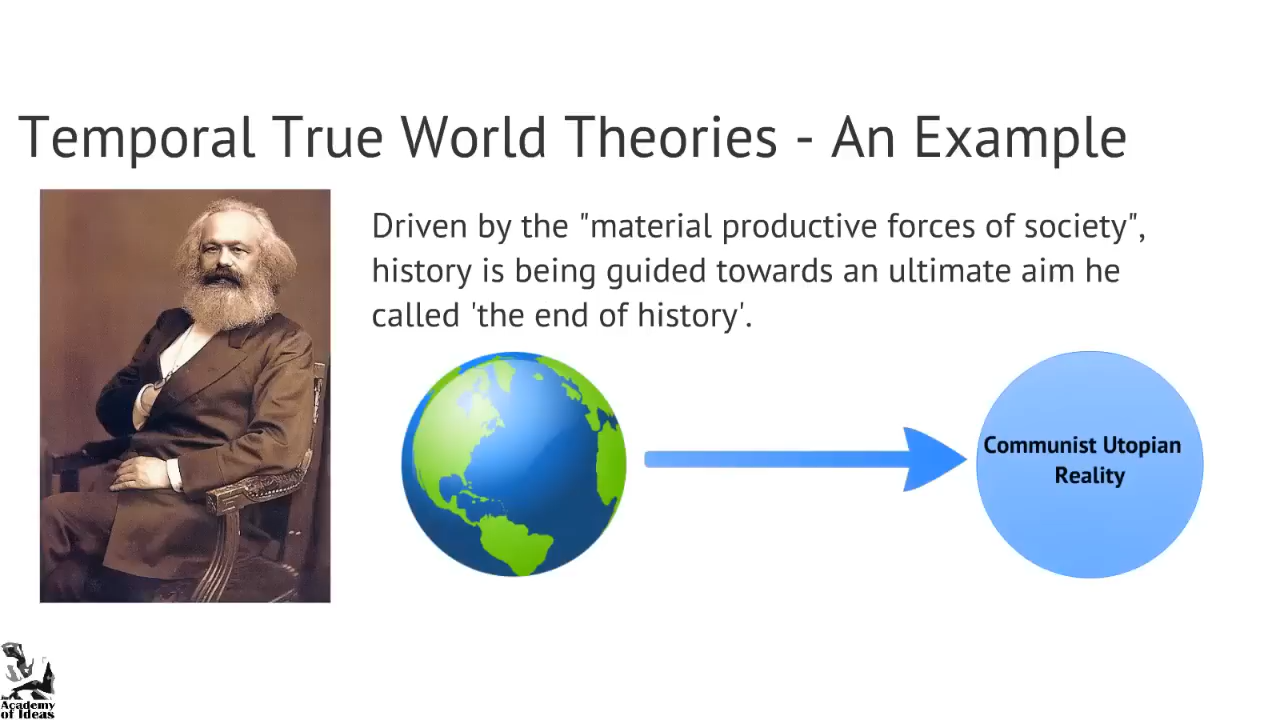 Temporal True World Theories - An Example
Driven by the "material productive forces of society",
history is being guided towards an ultimate aim he
called 'the end of history'.
Communist Utopian
Reality
Academy
of Ideas